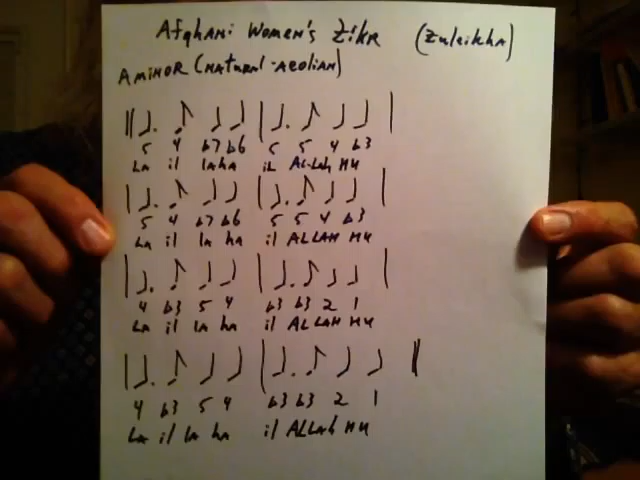 Afghani Women's Zikr (Zuleikha)
A minor (natural-aeolian)
5 4 b7 b6 5 5 4 b3
La il laha il Al-lah Hu
5 4 b7 b6 5 5 4 b3
La il la ha il ALLAH HU
4 b3 5 4 b3 b3 2 1
La il la ha il ALLAH HU
4 b3 5 4 b3 b3 2 1
La il la ha il ALLah HU